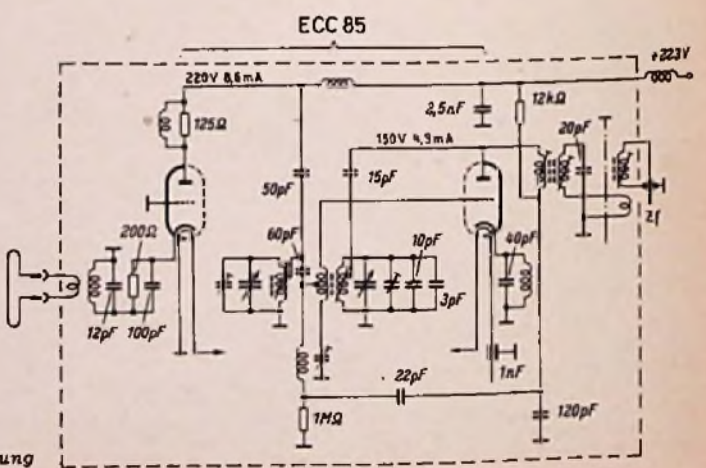 ECC 85
+223V
220V 8,6mA
125Ω
2,5nF
12kΩ
150V 4,9mA
20pF
50pF
15pF
200Ω
60pF
10pF
40pF
Zf
12pF
100pF
3pF
1nF
22pF
1MΩ
120pF
ung